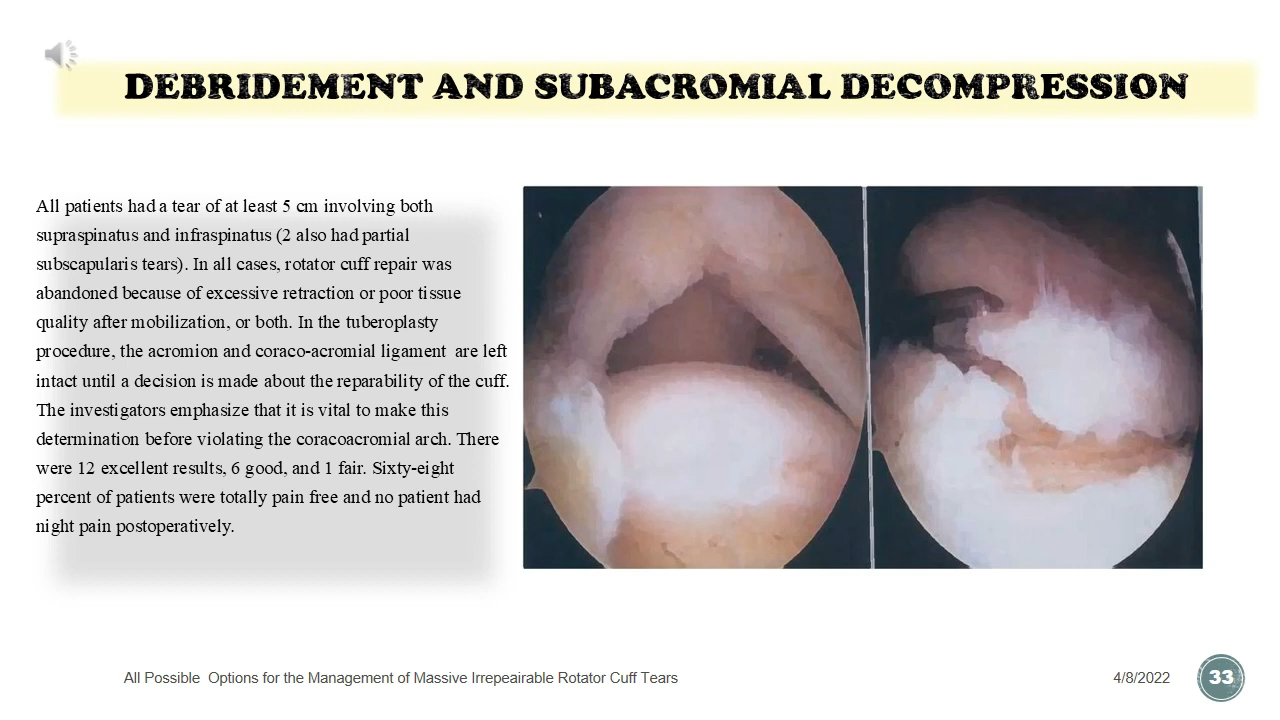 DEBRIDEMENT AND SUBACROMIAL DECOMPRESSION
All patients had a tear of at least 5 cm involving both
supraspinatus and infraspinatus (2 also had partial
subscapularis tears). In all cases, rotator cuff repair was
abandoned because of excessive retraction or poor tissue
quality after mobilization, or both. In the tuberoplasty
procedure, the acromion and coraco-acromial ligament are left
intact until a decision is made about the reparability of the cuff.
The investigators emphasize that it is vital to make this
determination before violating the coracoacromial arch. There
were 12 excellent results, 6 good, and 1 fair. Sixty-eight
percent of patients were totally pain free and no patient had
night pain postoperatively.
All Possible Options for the Management of Massive Irrepeairable Rotator Cuff Tears
4/8/2022
33